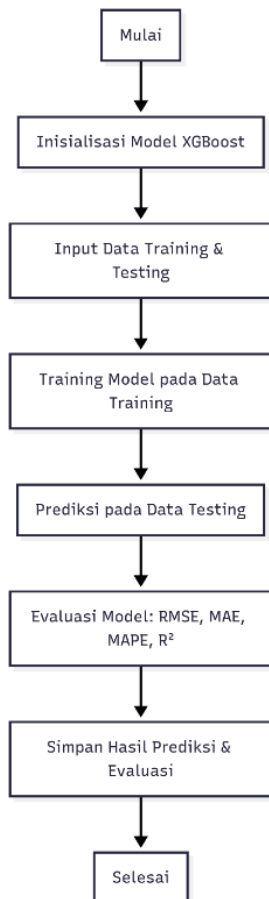 Mulai
Inisialisasi Model XGBoost
Input Data Training &
Testing
Training Model pada Data
Training
Prediksi pada Data Testing
Evaluasi Model: RMSE, MAE,
MAPE, R²
Simpan Hasil Prediksi &
Evaluasi
Selesai